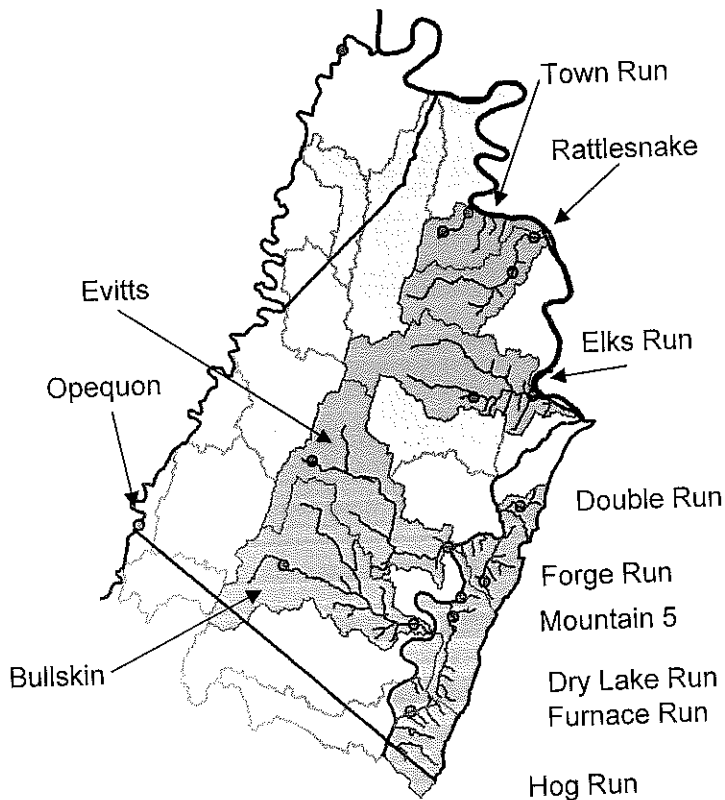 Town Run
Rattlesnake
Evitts
Elks Run
Opequon
Double Run
Forge Run
Mountain 5
Bullskin
Dry Lake Run
Furnace Run
Hog Run